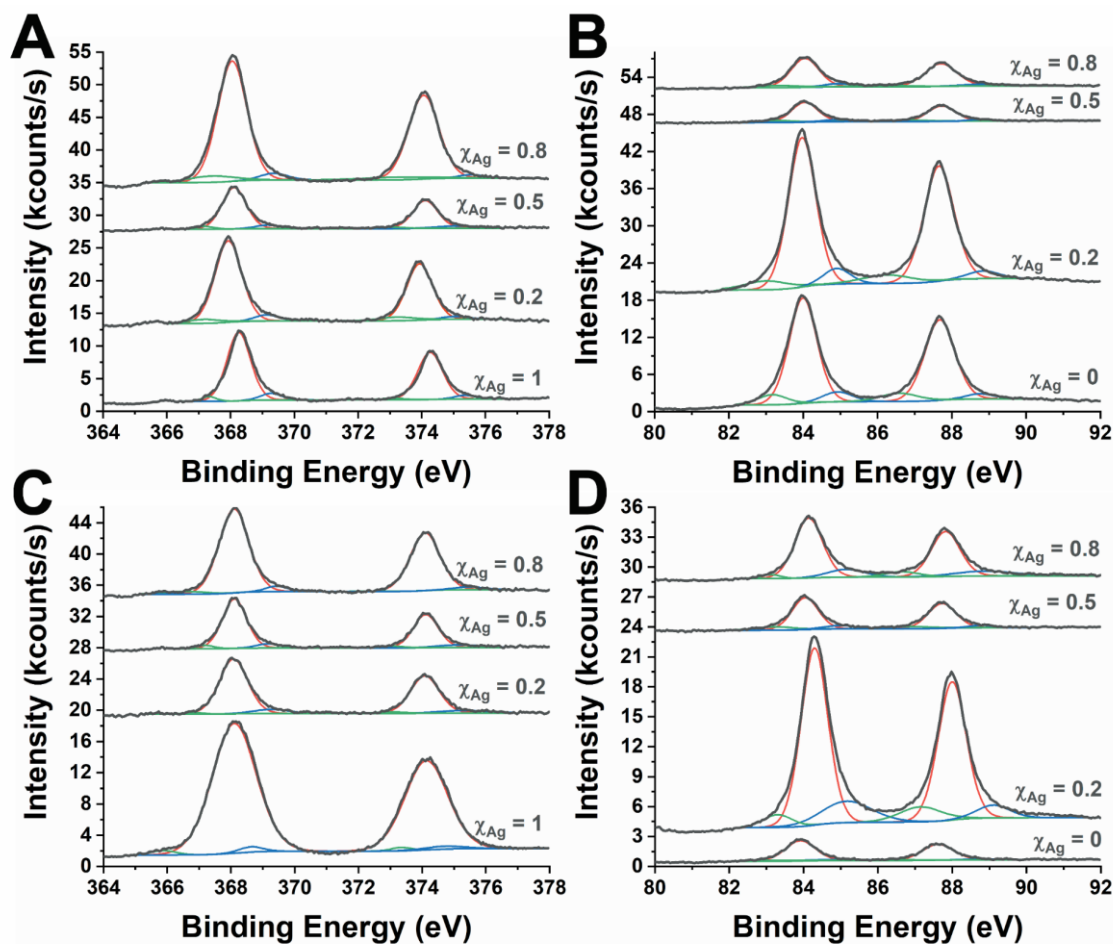 A
55
50
45
40
35
30
25
20
15
10
5
0
Intensity (kcounts/s)
χAg = 0.8
χAg = 0.5
χAg = 0.2
χAg = 1
364 366 368 370 372 374 376 378
Binding Energy (eV)
B
54
48
42
36
30
24
18
12
6
0
Intensity (kcounts/s)
χAg = 0.8
χAg = 0.5
χAg = 0.2
χAg = 0
80 82 84 86 88 90 92
Binding Energy (eV)
C
44
40
36
32
28
24
20
16
12
8
4
0
Intensity (kcounts/s)
χAg = 0.8
χAg = 0.5
χAg = 0.2
χAg = 1
364 366 368 370 372 374 376 378
Binding Energy (eV)
D
36
33
30
27
24
21
18
15
12
9
6
3
0
Intensity (kcounts/s)
χAg = 0.8
χAg = 0.5
χAg = 0.2
χAg = 0
80 82 84 86 88 90 92
Binding Energy (eV)